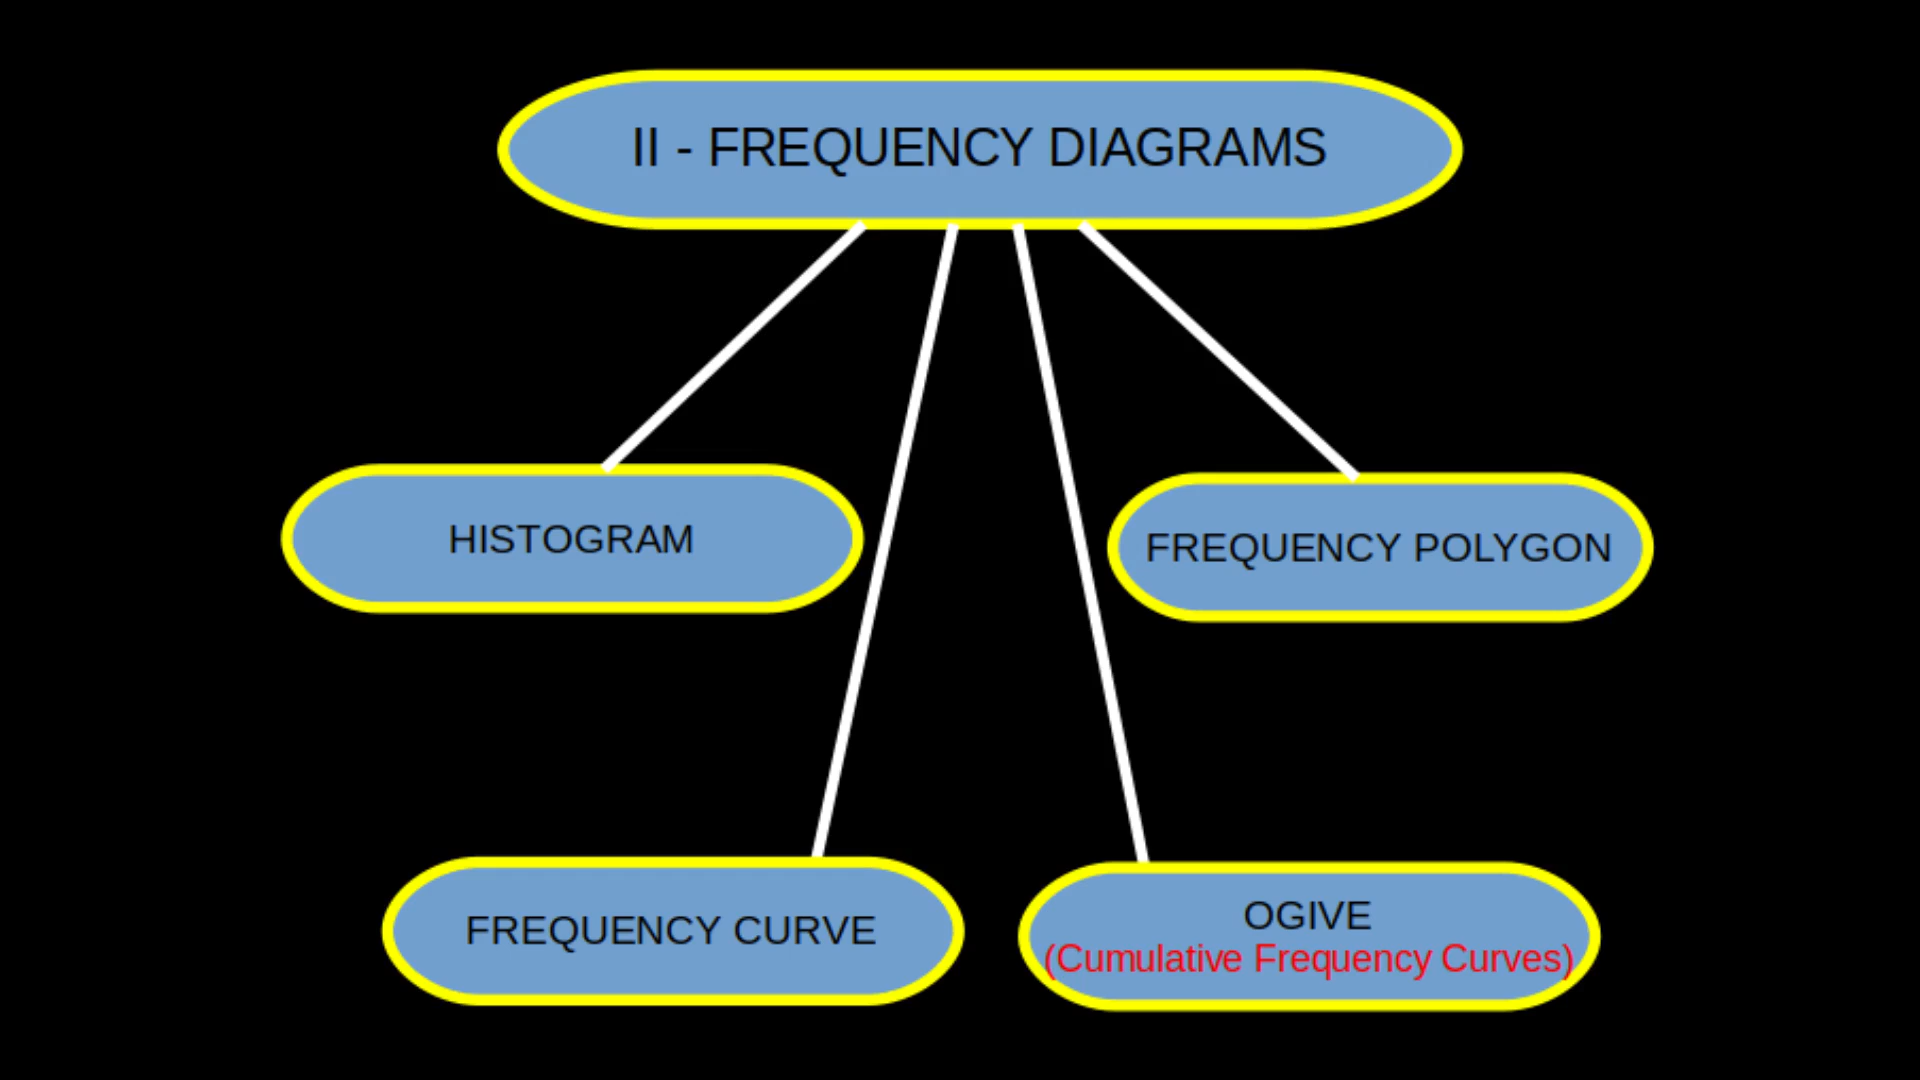 II - FREQUENCY DIAGRAMS
HISTOGRAM
FREQUENCY POLYGON
FREQUENCY CURVE
OGIVE
(Cumulative Frequency Curves)